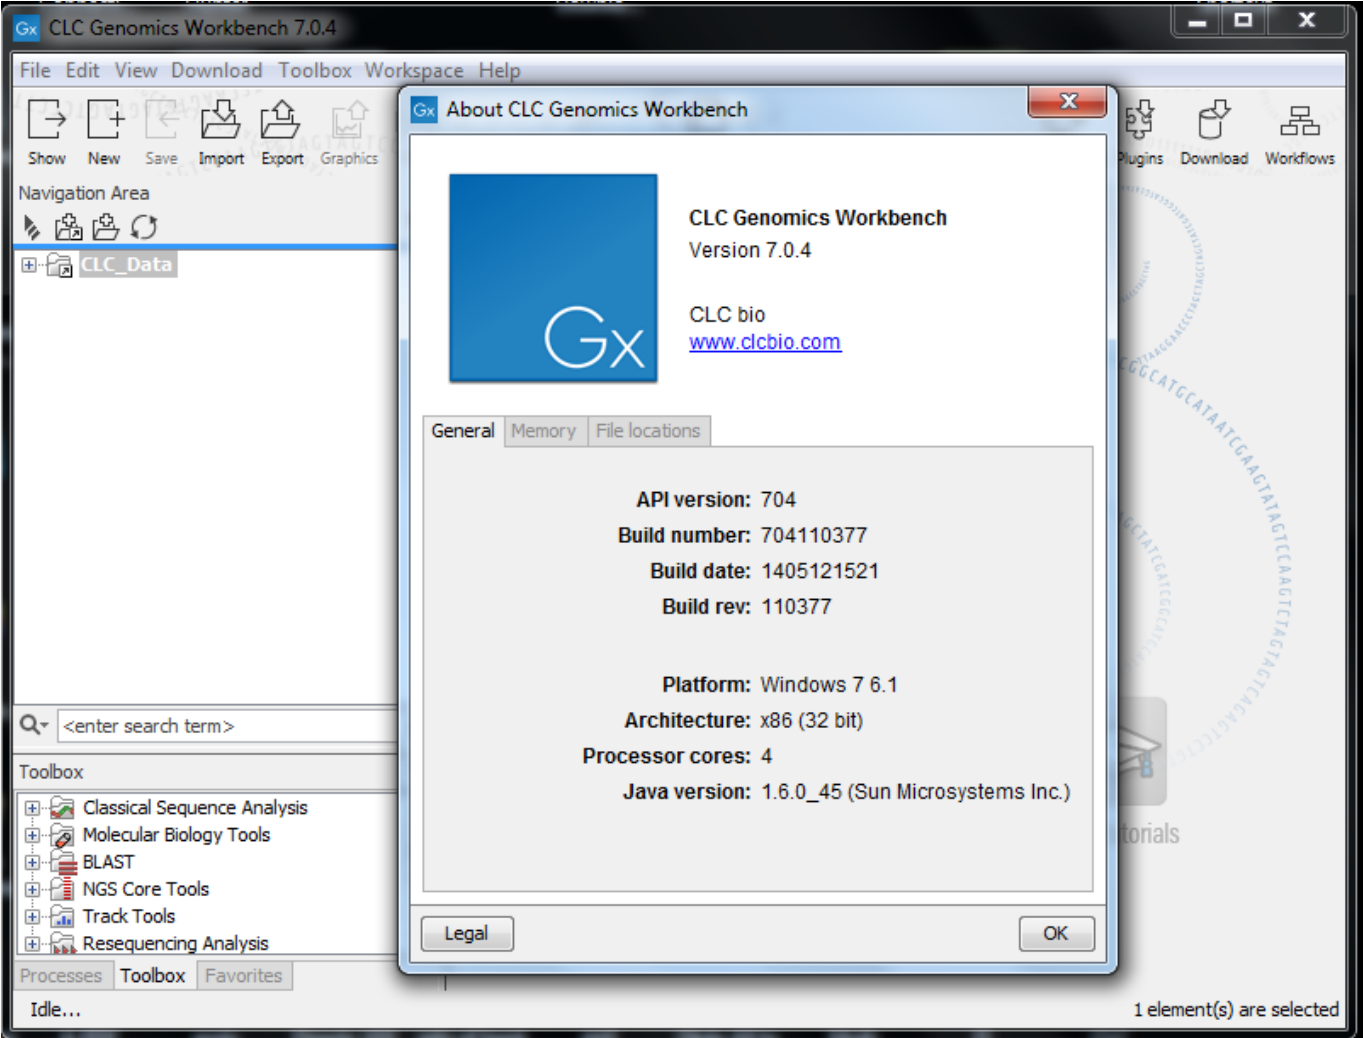 Gx CLC Genomics Workbench 7.0.4
File Edit View Download Toolbox Workspace Help
Show New Save Import Export Graphics
Plugins Download Workflows
Navigation Area
CLC_Data
<enter search term>
Toolbox
Classical Sequence Analysis
Molecular Biology Tools
BLAST
NGS Core Tools
Track Tools
Resequencing Analysis
Processes Toolbox Favorites
Idle...
1 element(s) are selected
Gx About CLC Genomics Workbench
Gx
CLC Genomics Workbench
Version 7.0.4
CLC bio
www.clcbio.com
General Memory File locations
API version: 704
Build number: 704110377
Build date: 1405121521
Build rev: 110377
Platform: Windows 7 6.1
Architecture: x86 (32 bit)
Processor cores: 4
Java version: 1.6.0_45 (Sun Microsystems Inc.)
Legal
OK
torials